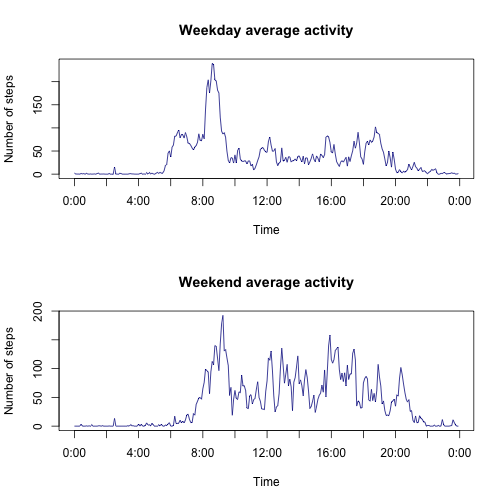 Weekday average activity
Number of steps
150
50
0
0:00 4:00 8:00 12:00 16:00 20:00 0:00
Time
Weekend average activity
Number of steps
200
100
50
0
0:00 4:00 8:00 12:00 16:00 20:00 0:00
Time